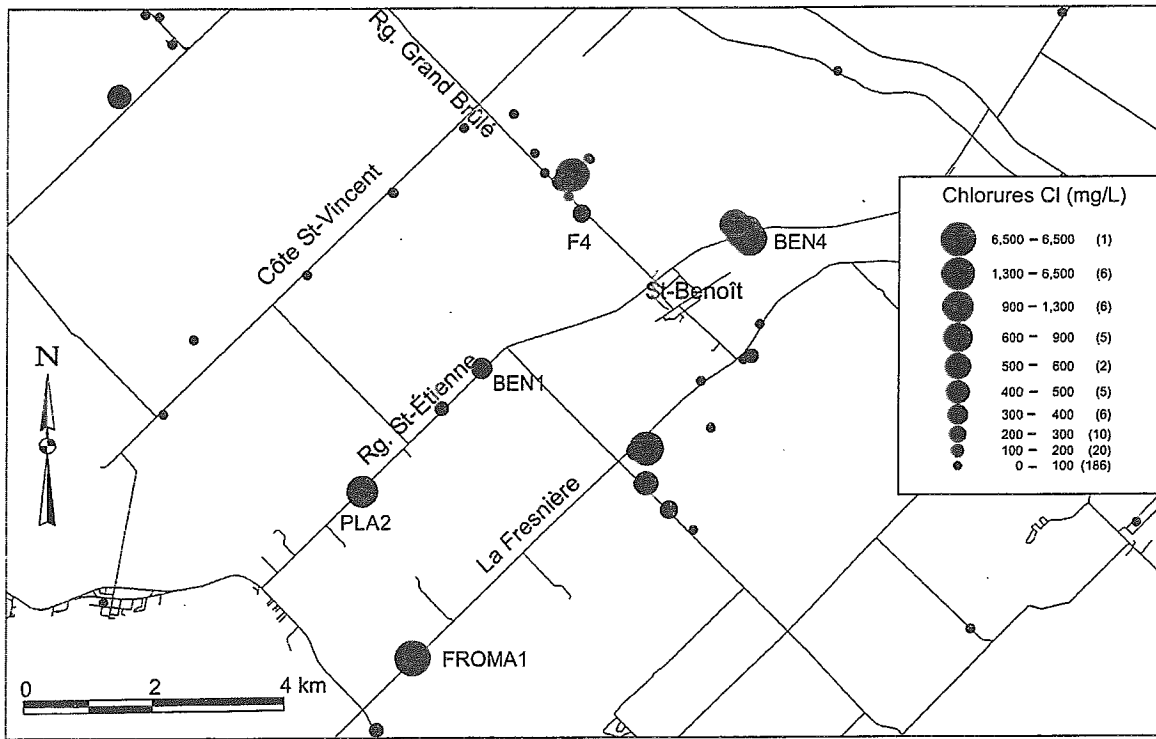 Rg. Grand Brûlé
Côte St-Vincent
F4
BEN4
St-Benoît
N
Rg. St-Étienne
BEN1
PLA2
La Fresnière
FROMA1
0 2 4 km
Chlorures Cl (mg/L)
6,500 – 6,500 (1)
1,300 – 6,500 (6)
900 – 1,300 (6)
600 – 900 (5)
500 – 600 (2)
400 – 500 (5)
300 – 400 (6)
200 – 300 (10)
100 – 200 (20)
0 – 100 (186)